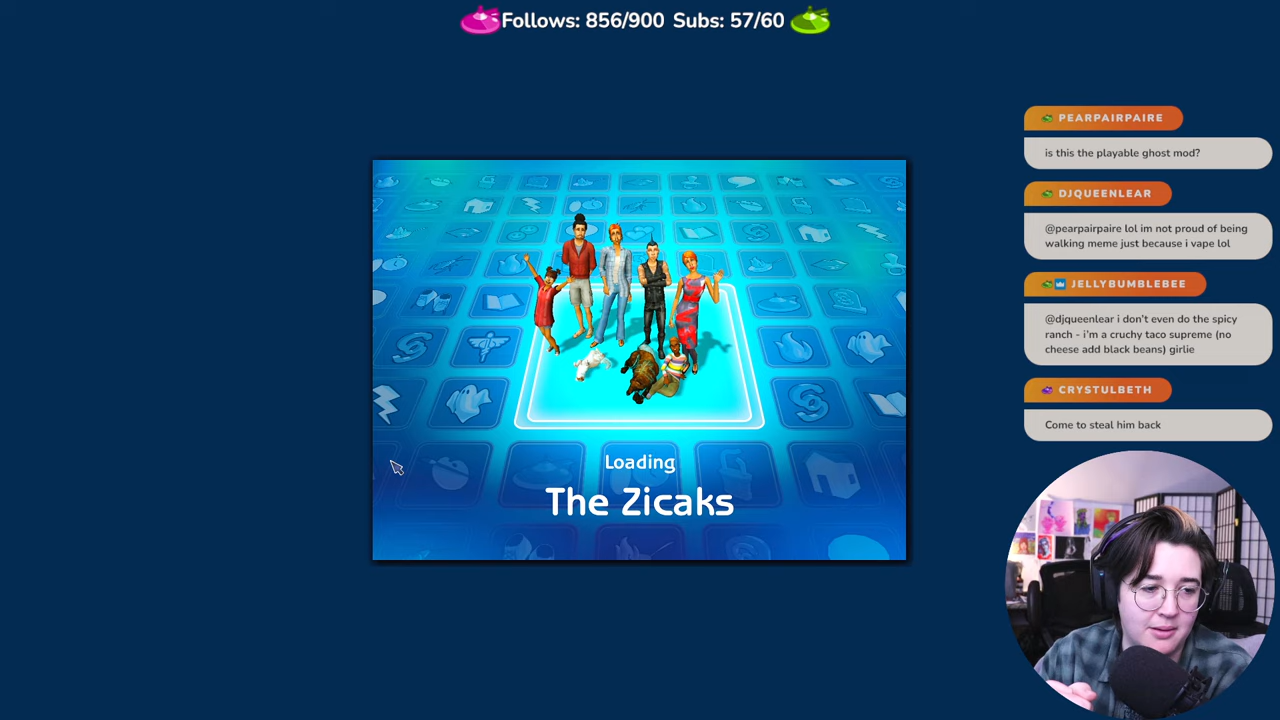 Follows: 856/900 Subs: 57/60
PEARPAIRPAIRE
is this the playable ghost mod?
DJQUEENLEAR
@pearpairpaire lol im not proud of being
walking meme just because i vape lol
JELLYBUMBLEBEE
@djqueenlear i don't even do the spicy
ranch - i'm a cruchy taco supreme (no
cheese add black beans) girlie
CRYSTULBETH
Come to steal him back
Loading
The Zicaks